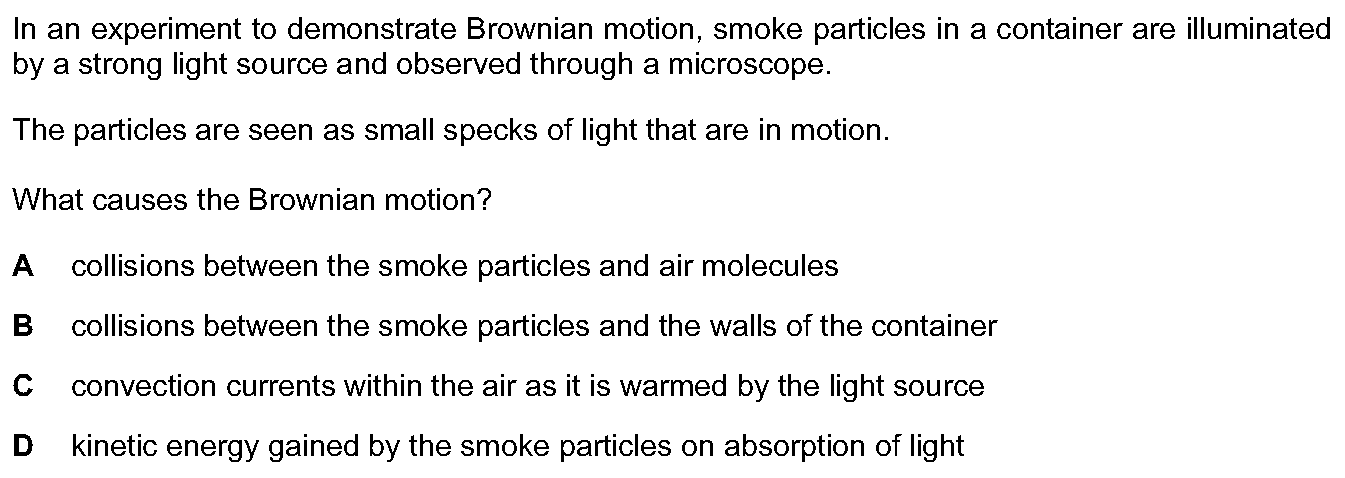 In an experiment to demonstrate Brownian motion, smoke particles in a container are illuminated
by a strong light source and observed through a microscope.
The particles are seen as small specks of light that are in motion.
What causes the Brownian motion?
A collisions between the smoke particles and air molecules
B collisions between the smoke particles and the walls of the container
C convection currents within the air as it is warmed by the light source
D kinetic energy gained by the smoke particles on absorption of light